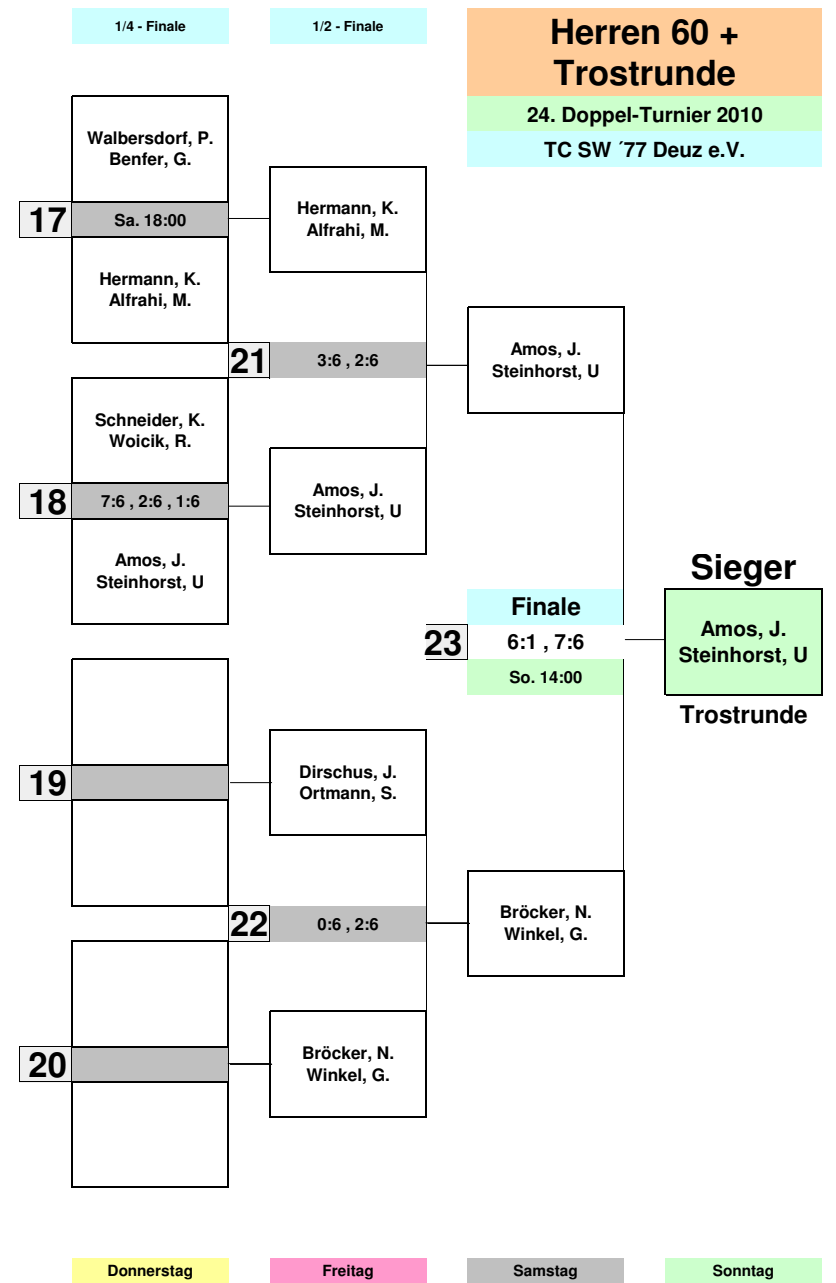 1/4 - Finale
1/2 - Finale
Herren 60 +
Trostrunde
24. Doppel-Turnier 2010
TC SW ´77 Deuz e.V.
Walbersdorf, P.
Benfer, G.
17
Sa. 18:00
Hermann, K.
Alfrahi, M.
Hermann, K.
Alfrahi, M.
21
3:6 , 2:6
Amos, J.
Steinhorst, U
Schneider, K.
Woicik, R.
18
7:6 , 2:6 , 1:6
Amos, J.
Steinhorst, U
Amos, J.
Steinhorst, U
Sieger
Finale
23
6:1 , 7:6
So. 14:00
Amos, J.
Steinhorst, U
Trostrunde
19
Dirschus, J.
Ortmann, S.
22
0:6 , 2:6
Bröcker, N.
Winkel, G.
20
Bröcker, N.
Winkel, G.
Donnerstag
Freitag
Samstag
Sonntag